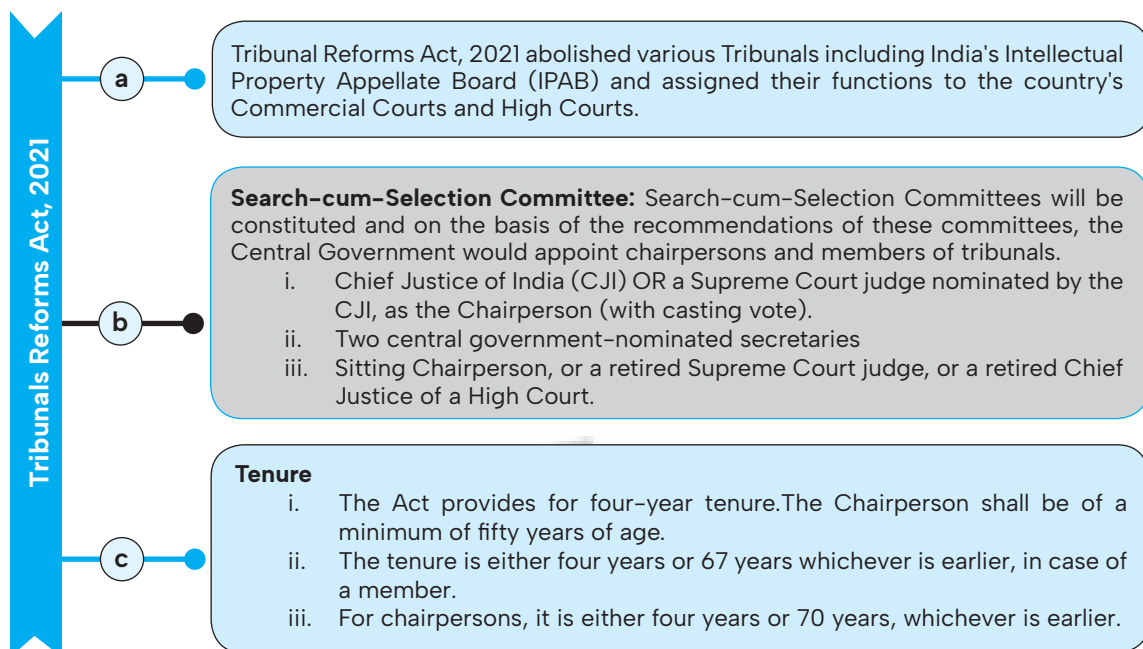 Tribunals Reforms Act, 2021
a
Tribunal Reforms Act, 2021 abolished various Tribunals including India's Intellectual
Property Appellate Board (IPAB) and assigned their functions to the country's
Commercial Courts and High Courts.
b
Search-cum-Selection Committee: Search-cum-Selection Committees will be
constituted and on the basis of the recommendations of these committees, the
Central Government would appoint chairpersons and members of tribunals.
i. Chief Justice of India (CJI) OR a Supreme Court judge nominated by the
CJI, as the Chairperson (with casting vote).
ii. Two central government-nominated secretaries
iii. Sitting Chairperson, or a retired Supreme Court judge, or a retired Chief
Justice of a High Court.
c
Tenure
i. The Act provides for four-year tenure.The Chairperson shall be of a
minimum of fifty years of age.
ii. The tenure is either four years or 67 years whichever is earlier, in case of
a member.
iii. For chairpersons, it is either four years or 70 years, whichever is earlier.